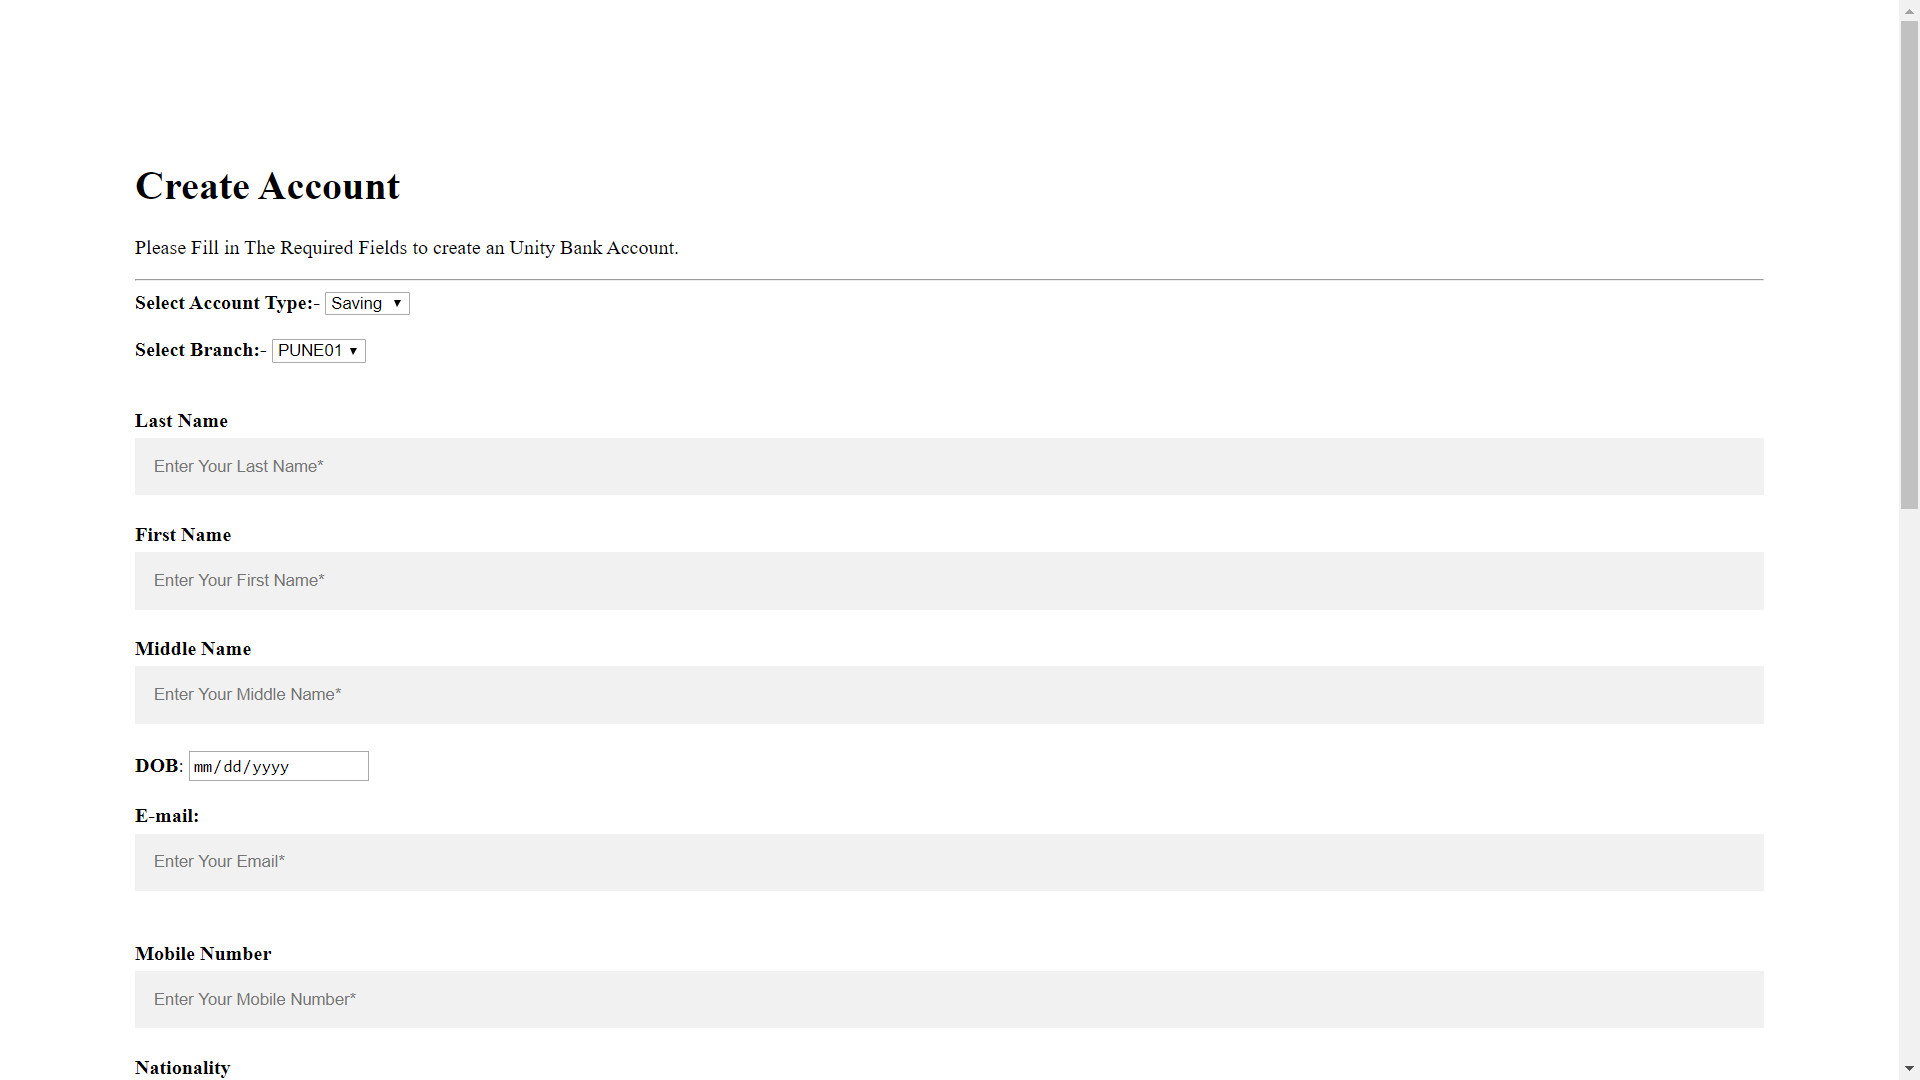 Create Account
Please Fill in The Required Fields to create an Unity Bank Account.
Select Account Type:- Saving
Select Branch:- PUNE01
Last Name
Enter Your Last Name*
First Name
Enter Your First Name*
Middle Name
Enter Your Middle Name*
DOB: mm/dd/yyyy
E-mail:
Enter Your Email*
Mobile Number
Enter Your Mobile Number*
Nationality